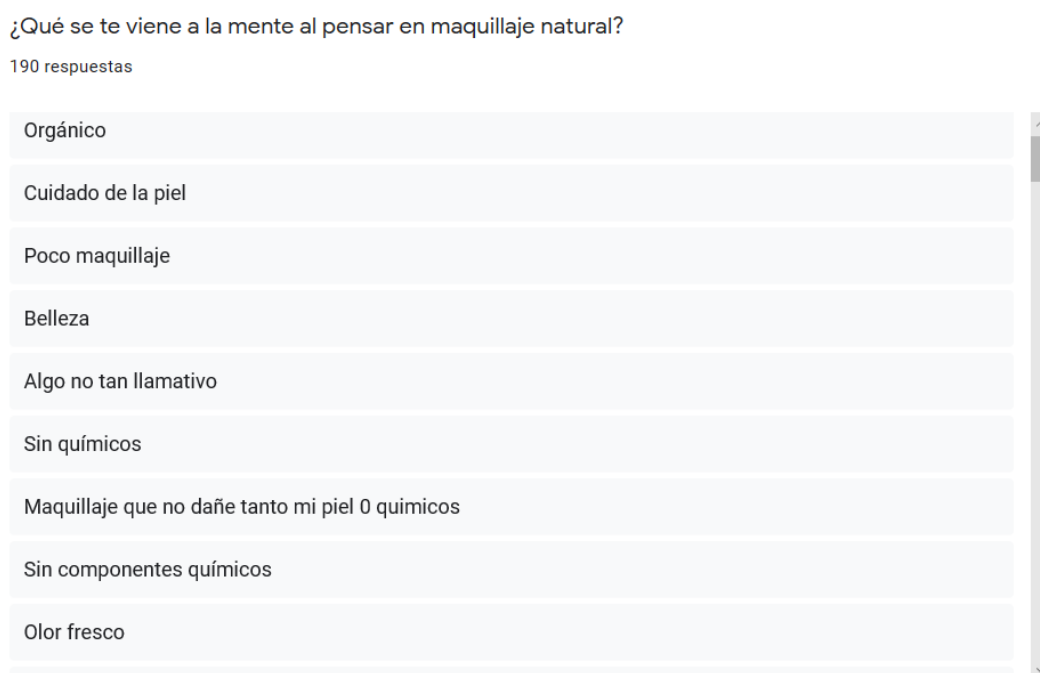 ¿Qué se te viene a la mente al pensar en maquillaje natural?
190 respuestas
Orgánico
Cuidado de la piel
Poco maquillaje
Belleza
Algo no tan llamativo
Sin químicos
Maquillaje que no dañe tanto mi piel 0 quimicos
Sin componentes químicos
Olor fresco